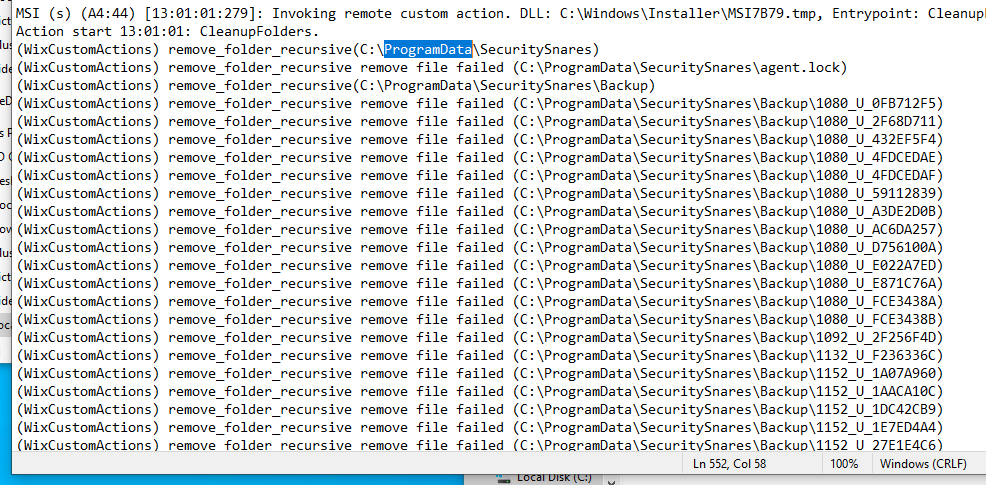 MSI (s) (A4:44) [13:01:01:279]: Invoking remote custom action. DLL: C:\Windows\Installer\MSI7B79.tmp, Entrypoint:
Action start 13:01:01: CleanupFolders.
(WixCustomActions) remove_folder_recursive(C:\ProgramData\SecuritySnares)
(WixCustomActions) remove_folder_recursive remove file failed (C:\ProgramData\SecuritySnares\agent.lock)
(WixCustomActions) remove_folder_recursive(C:\ProgramData\SecuritySnares\Backup)
(WixCustomActions) remove_folder_recursive remove file failed (C:\ProgramData\SecuritySnares\Backup\1080_U_0FB712F5)
(WixCustomActions) remove_folder_recursive remove file failed (C:\ProgramData\SecuritySnares\Backup\1080_U_2F68D711)
(WixCustomActions) remove_folder_recursive remove file failed (C:\ProgramData\SecuritySnares\Backup\1080_U_432EF5F4)
(WixCustomActions) remove_folder_recursive remove file failed (C:\ProgramData\SecuritySnares\Backup\1080_U_4FDCEDAE)
(WixCustomActions) remove_folder_recursive remove file failed (C:\ProgramData\SecuritySnares\Backup\1080_U_4FDCEDAF)
(WixCustomActions) remove_folder_recursive remove file failed (C:\ProgramData\SecuritySnares\Backup\1080_U_59112839)
(WixCustomActions) remove_folder_recursive remove file failed (C:\ProgramData\SecuritySnares\Backup\1080_U_A3DE2D0B)
(WixCustomActions) remove_folder_recursive remove file failed (C:\ProgramData\SecuritySnares\Backup\1080_U_AC6DA257)
(WixCustomActions) remove_folder_recursive remove file failed (C:\ProgramData\SecuritySnares\Backup\1080_U_D756100A)
(WixCustomActions) remove_folder_recursive remove file failed (C:\ProgramData\SecuritySnares\Backup\1080_U_E022A7ED)
(WixCustomActions) remove_folder_recursive remove file failed (C:\ProgramData\SecuritySnares\Backup\1080_U_E871C76A)
(WixCustomActions) remove_folder_recursive remove file failed (C:\ProgramData\SecuritySnares\Backup\1080_U_FCE3438A)
(WixCustomActions) remove_folder_recursive remove file failed (C:\ProgramData\SecuritySnares\Backup\1080_U_FCE3438B)
(WixCustomActions) remove_folder_recursive remove file failed (C:\ProgramData\SecuritySnares\Backup\1092_U_2F256F4D)
(WixCustomActions) remove_folder_recursive remove file failed (C:\ProgramData\SecuritySnares\Backup\1132_U_F236336C)
(WixCustomActions) remove_folder_recursive remove file failed (C:\ProgramData\SecuritySnares\Backup\1152_U_1A07A960)
(WixCustomActions) remove_folder_recursive remove file failed (C:\ProgramData\SecuritySnares\Backup\1152_U_1AACA10C)
(WixCustomActions) remove_folder_recursive remove file failed (C:\ProgramData\SecuritySnares\Backup\1152_U_1DC42CB9)
(WixCustomActions) remove_folder_recursive remove file failed (C:\ProgramData\SecuritySnares\Backup\1152_U_1E7ED4A4)
(WixCustomActions) remove_folder_recursive remove file failed (C:\ProgramData\SecuritySnares\Backup\1152_U_27E1E4C6)
Ln 552, Col 58 100% Windows (CRLF)
Local Disk (C:)